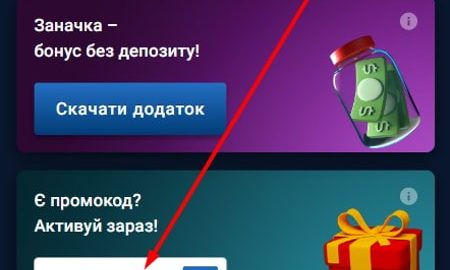 Заначка –
бонус без депозиту!
Скачати додаток
Є промокод?
Активуй зараз!